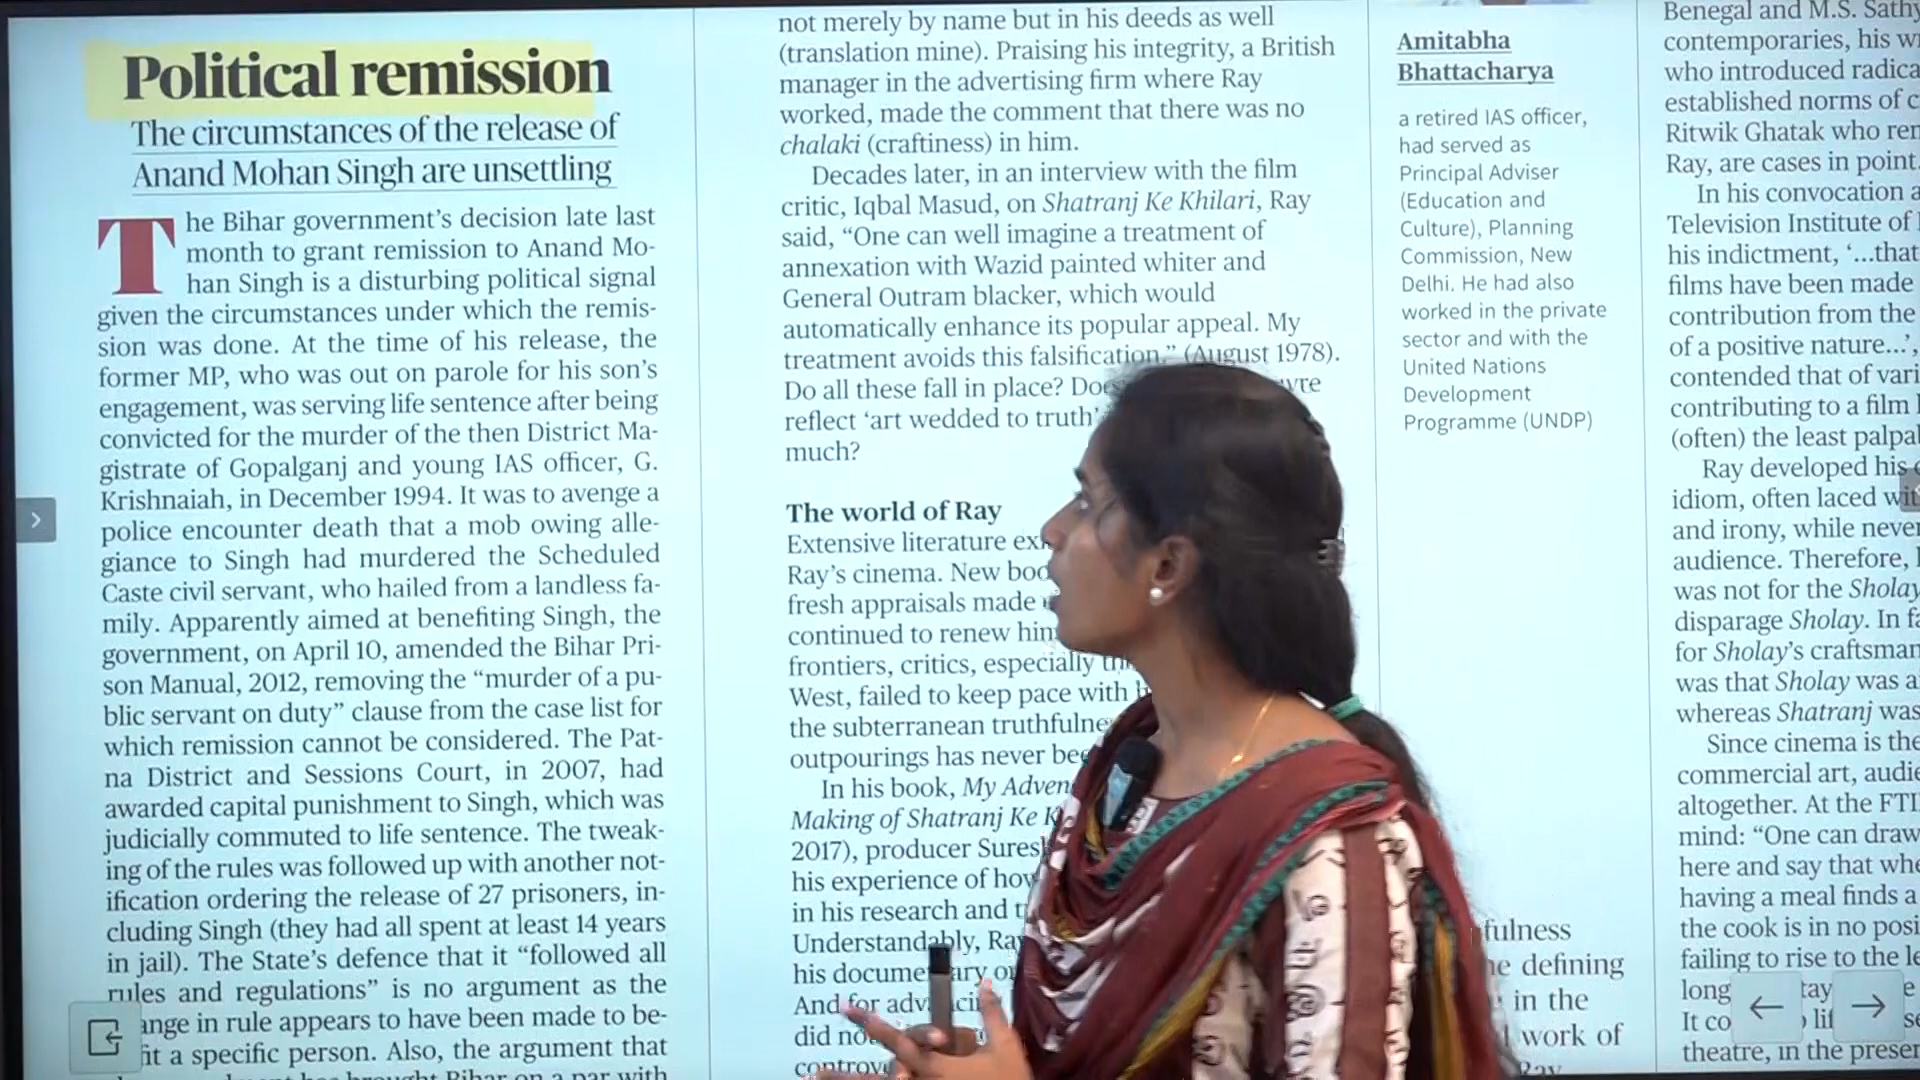 Political remission
The circumstances of the release of
Anand Mohan Singh are unsettling
The Bihar government's decision late last
month to grant remission to Anand Mo-
han Singh is a disturbing political signal
given the circumstances under which the remis-
sion was done. At the time of his release, the
former MP, who was out on parole for his son's
engagement, was serving life sentence after being
convicted for the murder of the then District Ma-
gistrate of Gopalganj and young IAS officer, G.
Krishnaiah, in December 1994. It was to avenge a
police encounter death that a mob owing alle-
giance to Singh had murdered the Scheduled
Caste civil servant, who hailed from a landless fa-
mily. Apparently aimed at benefiting Singh, the
government, on April 10, amended the Bihar Pri-
son Manual, 2012, removing the "murder of a pu-
blic servant on duty" clause from the case list for
which remission cannot be considered. The Pat-
na District and Sessions Court, in 2007, had
awarded capital punishment to Singh, which was
judicially commuted to life sentence. The tweak-
ing of the rules was followed up with another not-
ification ordering the release of 27 prisoners, in-
cluding Singh (they had all spent at least 14 years
in jail). The State's defence that it "followed all
rules and regulations" is no argument as the
ange in rule appears to have been made to be-
fit a specific person. Also, the argument that
brought Bihar on a par with
not merely by name but in his deeds as well
(translation mine). Praising his integrity, a British
manager in the advertising firm where Ray
worked, made the comment that there was no
chalaki (craftiness) in him.
Decades later, in an interview with the film
critic, Iqbal Masud, on Shatranj Ke Khilari, Ray
said, "One can well imagine a treatment of
annexation with Wazid painted whiter and
General Outram blacker, which would
automatically enhance its popular appeal. My
treatment avoids this falsification." (August 1978).
Do all these fall in place?
reflect 'art wedded to truth'
much?
The world of Ray
Extensive literature
Ray's cinema. New
fresh appraisals made
continued to renew
frontiers, critics, especially
West, failed to keep pace with
the subterranean
outpourings has never
In his book, My
Making of Shatranj Ke
2017), producer
his experience of how
in his research and
Understandably, Ray
his documentary
And for
did
Amitabha
Bhattacharya
a retired IAS officer,
had served as
Principal Adviser
(Education and
Culture), Planning
Commission, New
Delhi. He had also
worked in the private
sector and with the
United Nations
Development
Programme (UNDP)
fulness
defining
in the
work of
Ray
Benegal and M.S.
contemporaries, his
who introduced
established norms of
Ritwik Ghatak who
Ray, are cases in point.
In his convocation
Television Institute of
his indictment, '...that
films have been made
contribution from the
of a positive nature...',
contended that of
contributing to a film
(often) the least
Ray developed his
idiom, often laced
and irony, while never
audience. Therefore,
was not for the Sholay
disparage Sholay. In
for Sholay's
was that Sholay was
whereas Shatranj was
Since cinema is the
commercial art,
altogether. At the
mind: "One can draw
here and say that
having a meal finds a
the cook is in no
failing to rise to the
long
It
theatre, in the